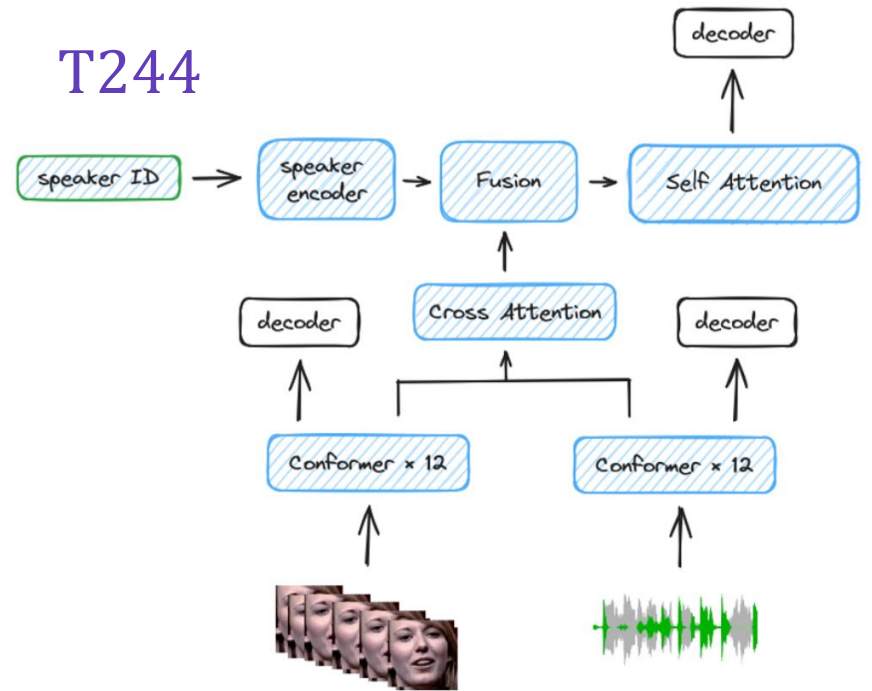 T244
decoder
speaker ID
speaker
encoder
Fusion
Self Attention
decoder
Cross Attention
decoder
Conformer × 12
Conformer × 12